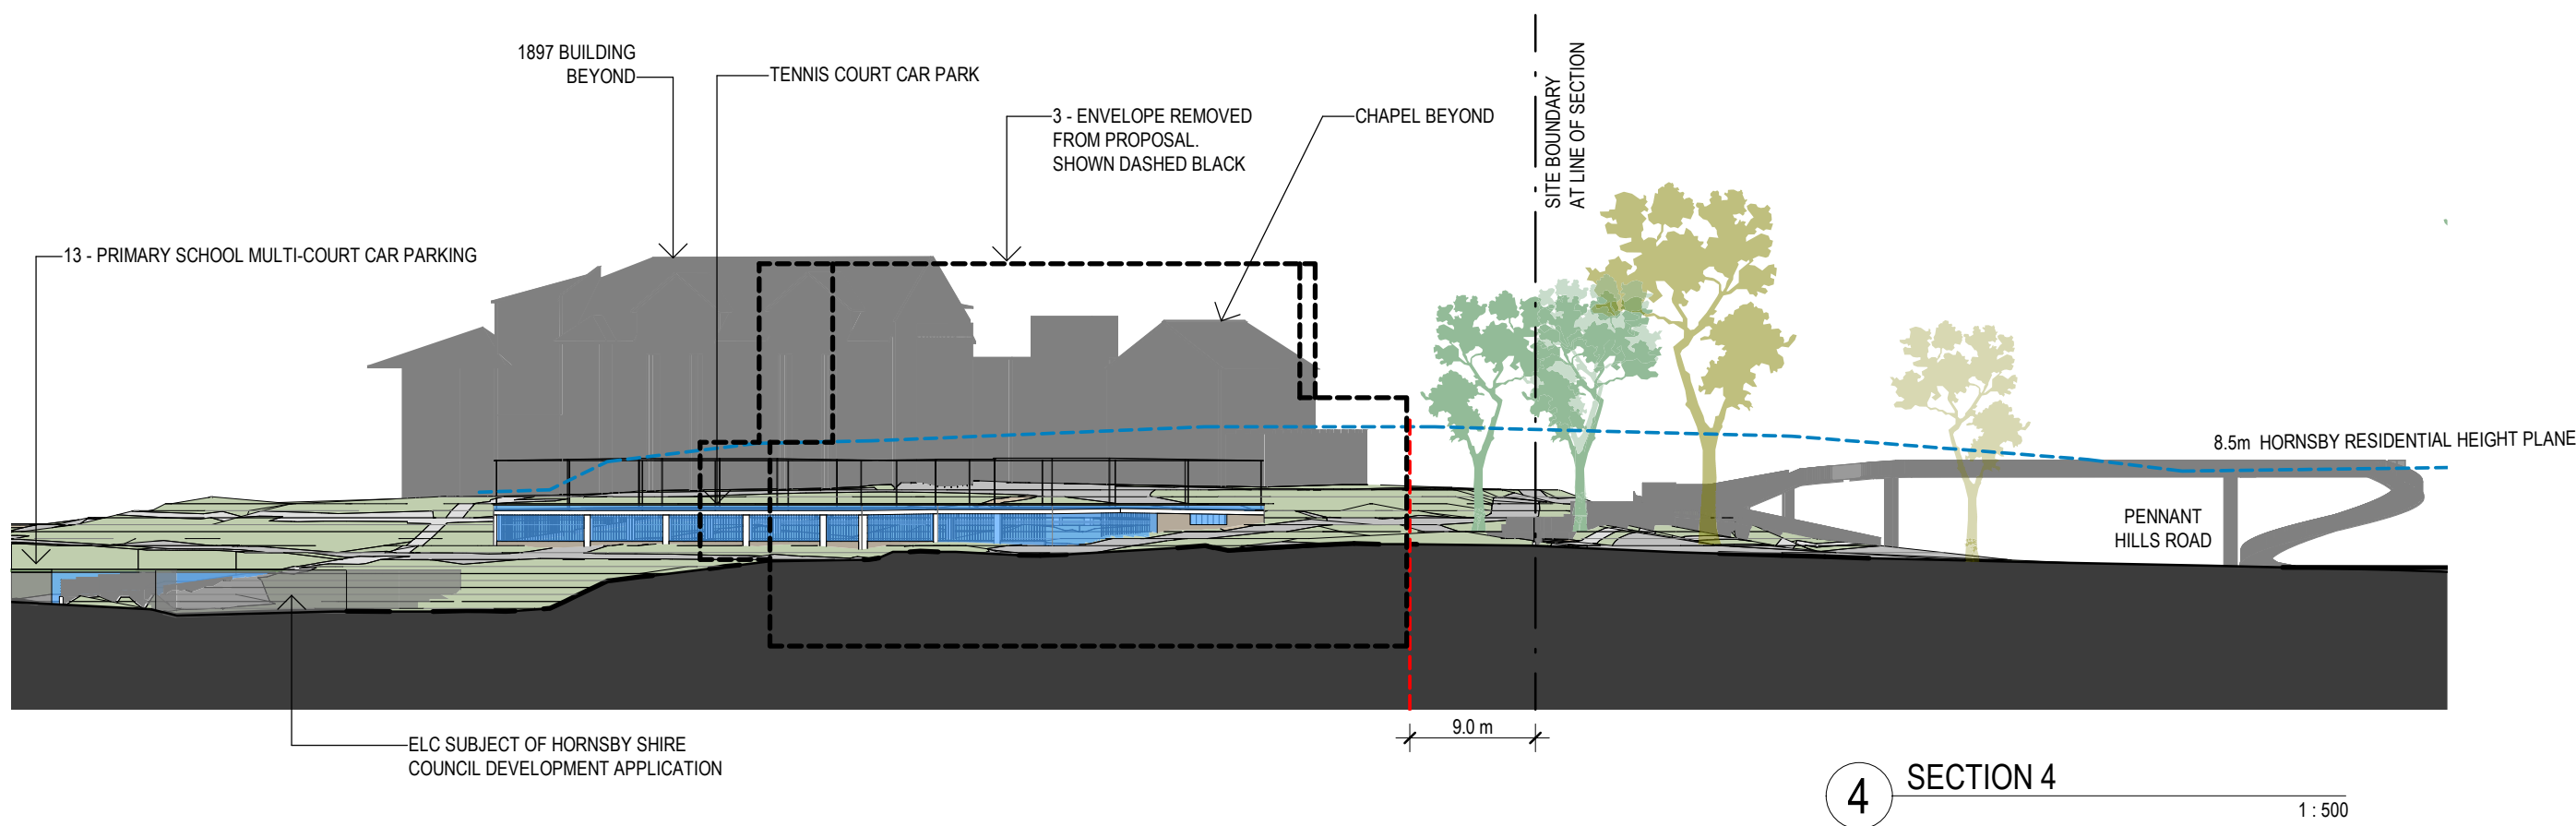 1897 BUILDING
BEYOND
TENNIS COURT CAR PARK
3 - ENVELOPE REMOVED
FROM PROPOSAL.
SHOWN DASHED BLACK
CHAPEL BEYOND
SITE BOUNDARY
AT LINE OF SECTION
13 - PRIMARY SCHOOL MULTI-COURT CAR PARKING
8.5m HORNSBY RESIDENTIAL HEIGHT PLANE
PENNANT
HILLS ROAD
9.0 m
ELC SUBJECT OF HORNSBY SHIRE
COUNCIL DEVELOPMENT APPLICATION
4
SECTION 4
1 : 500